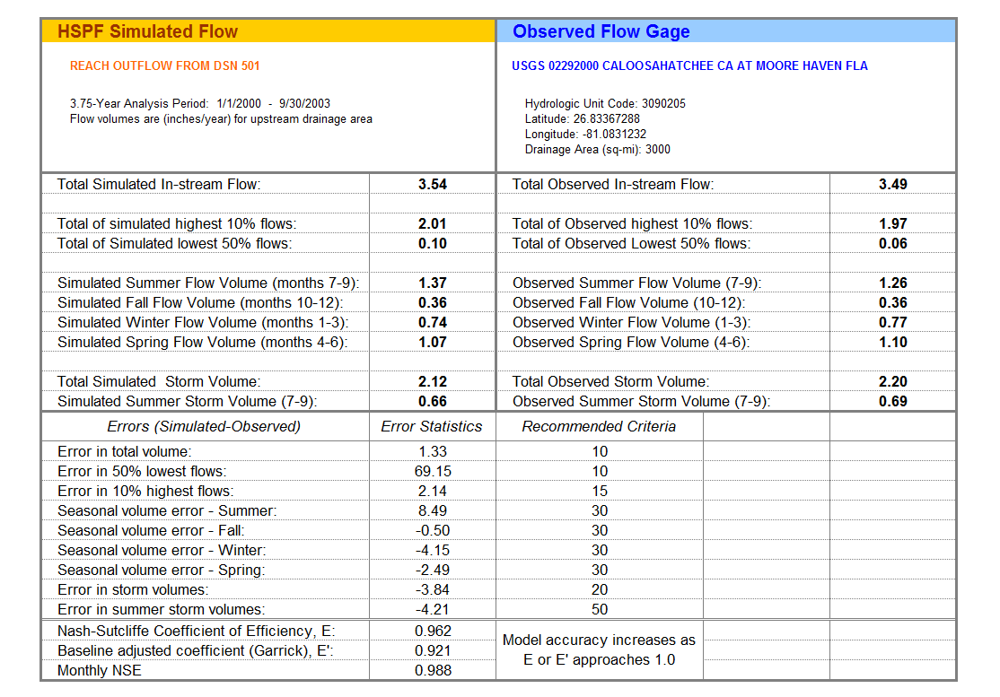 HSPF Simulated Flow Observed Flow Gage
REACH OUTFLOW FROM DSN 501 USGS 02292000 CALOOSAHATCHEE CA AT MOORE HAVEN FLA
3.75-Year Analysis Period: 1/1/2000 - 9/30/2003 Hydrologic Unit Code: 3090205
Flow volumes are (inches/year) for upstream drainage area Latitude: 26.83367288
Longitude: -81.0831232
Drainage Area (sq-mi): 3000
Total Simulated In-stream Flow: 3.54 Total Observed In-stream Flow: 3.49
Total of simulated highest 10% flows: 2.01 Total of Observed highest 10% flows: 1.97
Total of Simulated lowest 50% flows: 0.10 Total of Observed Lowest 50% flows: 0.06
Simulated Summer Flow Volume (months 7-9): 1.37 Observed Summer Flow Volume (7-9): 1.26
Simulated Fall Flow Volume (months 10-12): 0.36 Observed Fall Flow Volume (10-12): 0.36
Simulated Winter Flow Volume (months 1-3): 0.74 Observed Winter Flow Volume (1-3): 0.77
Simulated Spring Flow Volume (months 4-6): 1.07 Observed Spring Flow Volume (4-6): 1.10
Total Simulated Storm Volume: 2.12 Total Observed Storm Volume: 2.20
Simulated Summer Storm Volume (7-9): 0.66 Observed Summer Storm Volume (7-9): 0.69
Errors (Simulated-Observed) Error Statistics Recommended Criteria
Error in total volume: 1.33 10
Error in 50% lowest flows: 69.15 10
Error in 10% highest flows: 2.14 15
Seasonal volume error - Summer: 8.49 30
Seasonal volume error - Fall: -0.50 30
Seasonal volume error - Winter: -4.15 30
Seasonal volume error - Spring: -2.49 30
Error in storm volumes: -3.84 20
Error in summer storm volumes: -4.21 50
Nash-Sutcliffe Coefficient of Efficiency, E: 0.962
Model accuracy increases as
Baseline adjusted coefficient (Garrick), E': 0.921
E or E' approaches 1.0
Monthly NSE 0.988